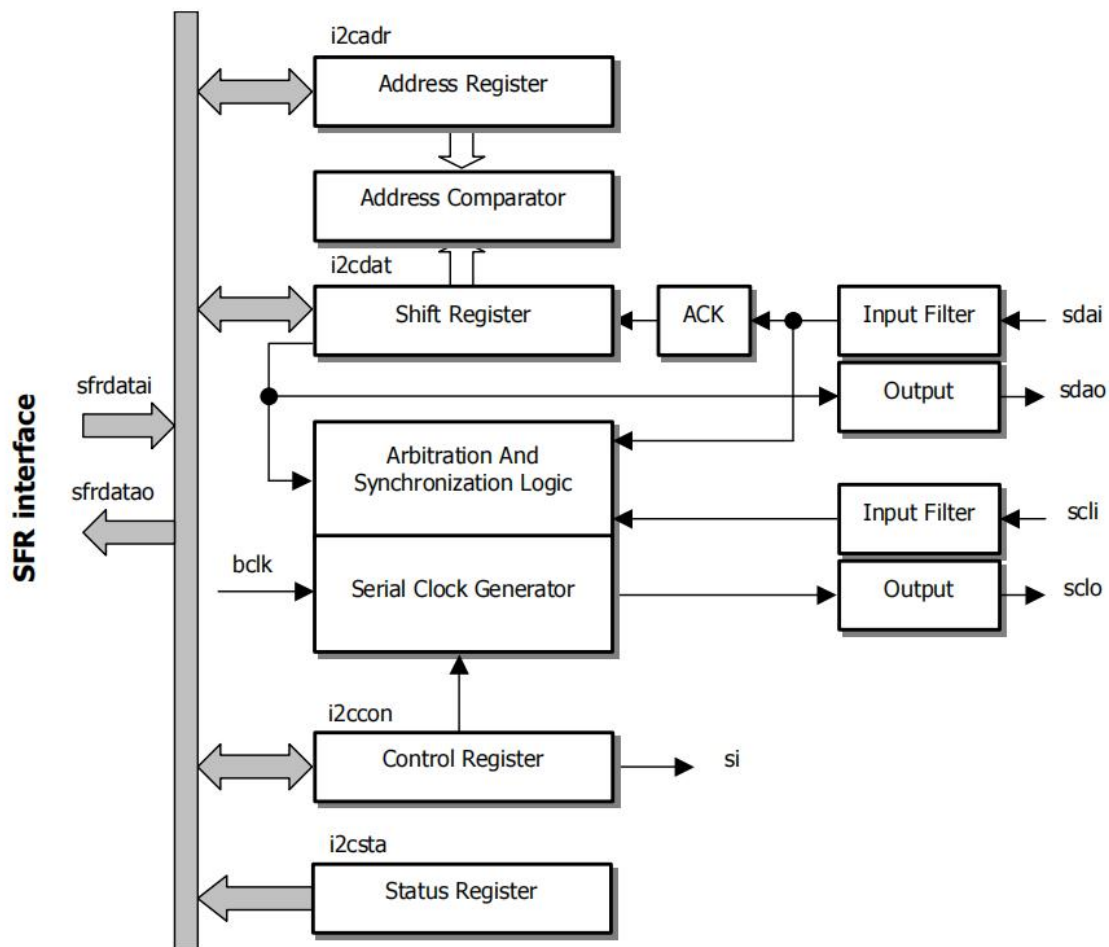 i2cadr
Address Register
Address Comparator
i2cdat
Shift Register
ACK
Input Filter
sdai
Output
sdao
SFR interface
sfrdatai
sfrdatao
Arbitration And
Synchronization Logic
Input Filter
scli
bclk
Serial Clock Generator
Output
sclo
i2ccon
Control Register
si
i2csta
Status Register